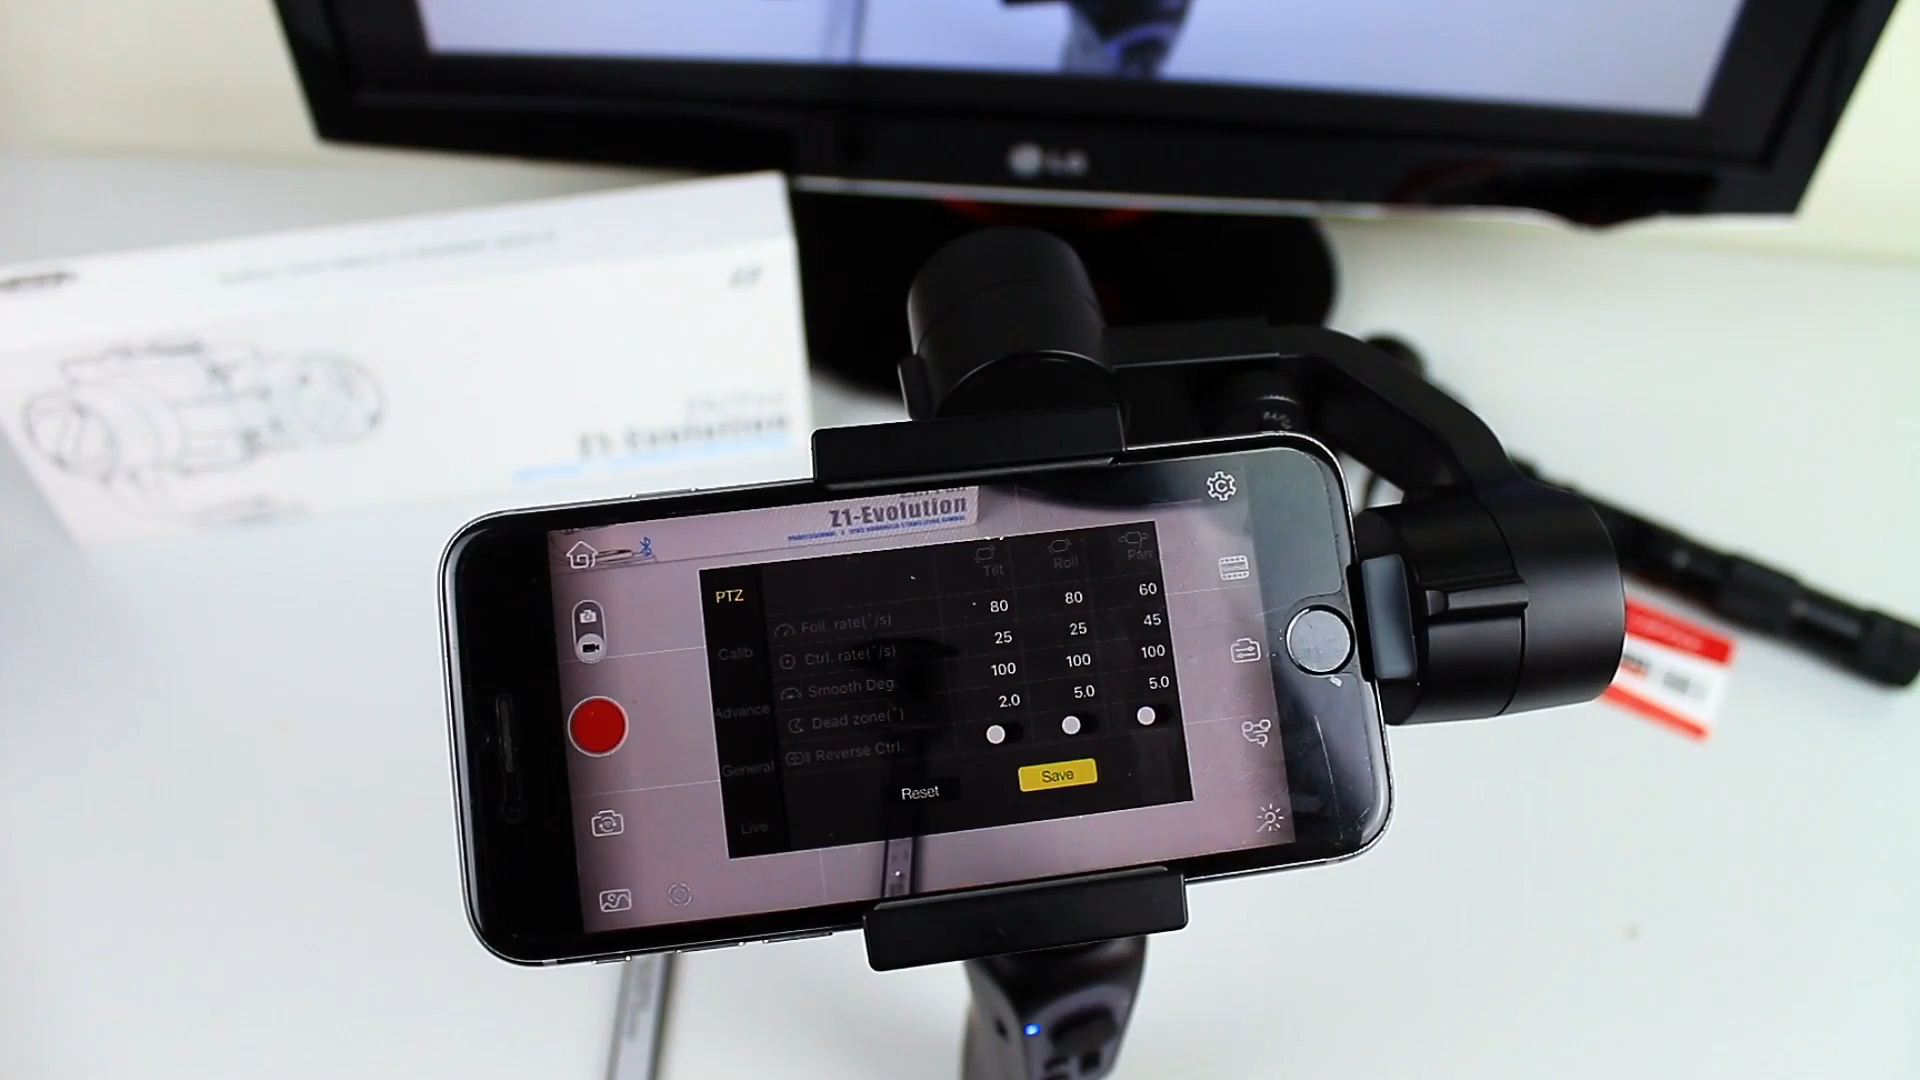 LG
Z1-Evolution
Z1-Evolution
Tilt Roll Pan
PTZ
Foll. rate(°/s) 80 80 60
Calib
Ctrl. rate(°/s) 25 25 45
Smooth Deg. 100 100 100
Advance
Dead zone(°) 2.0 5.0 5.0
Reverse Ctrl.
General
Reset Save
Live